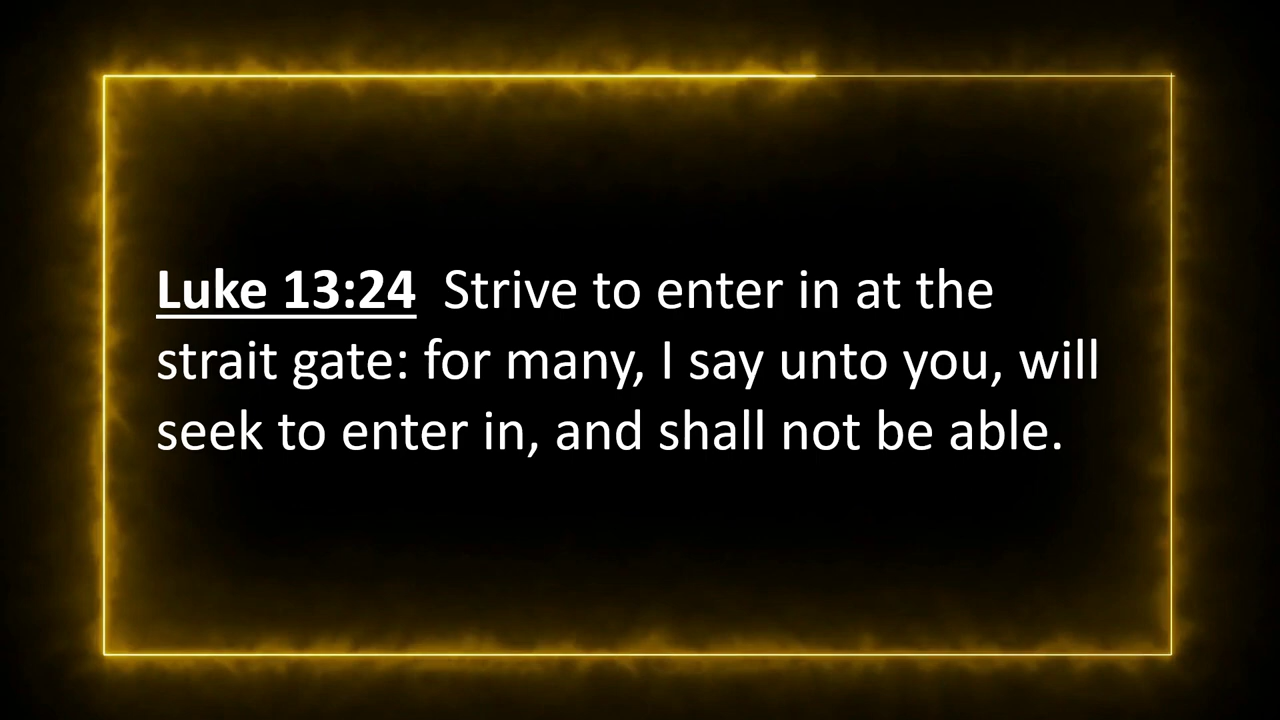 Luke 13:24  Strive to enter in at the
strait gate: for many, I say unto you, will
seek to enter in, and shall not be able.